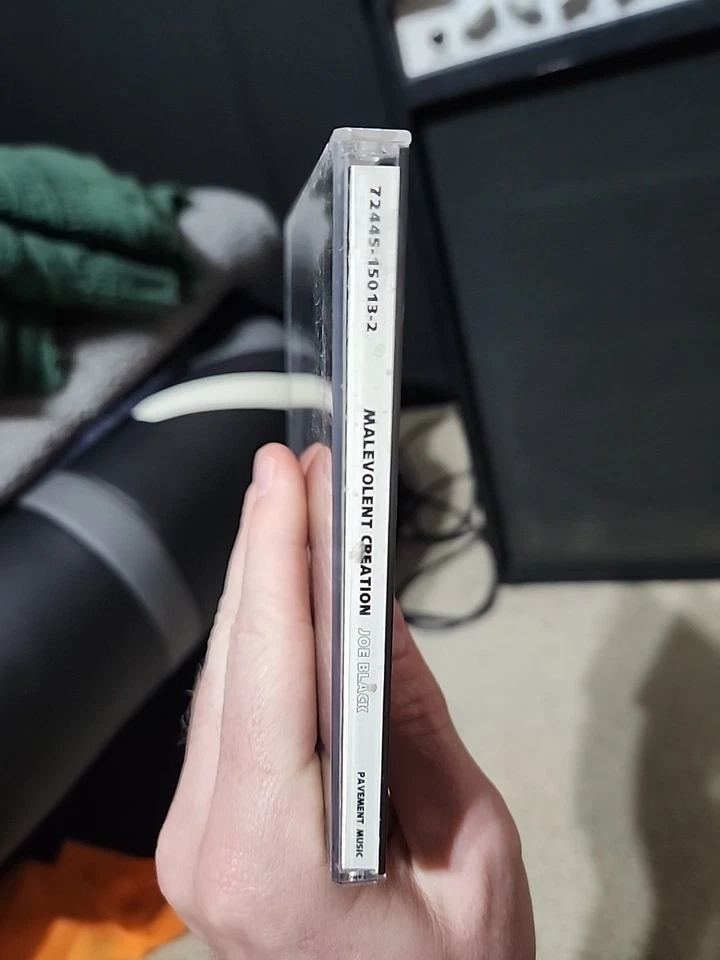 72445-15013-2
MALEVOLENT CREATION JOE BLACK
PAVEMENT MUSIC